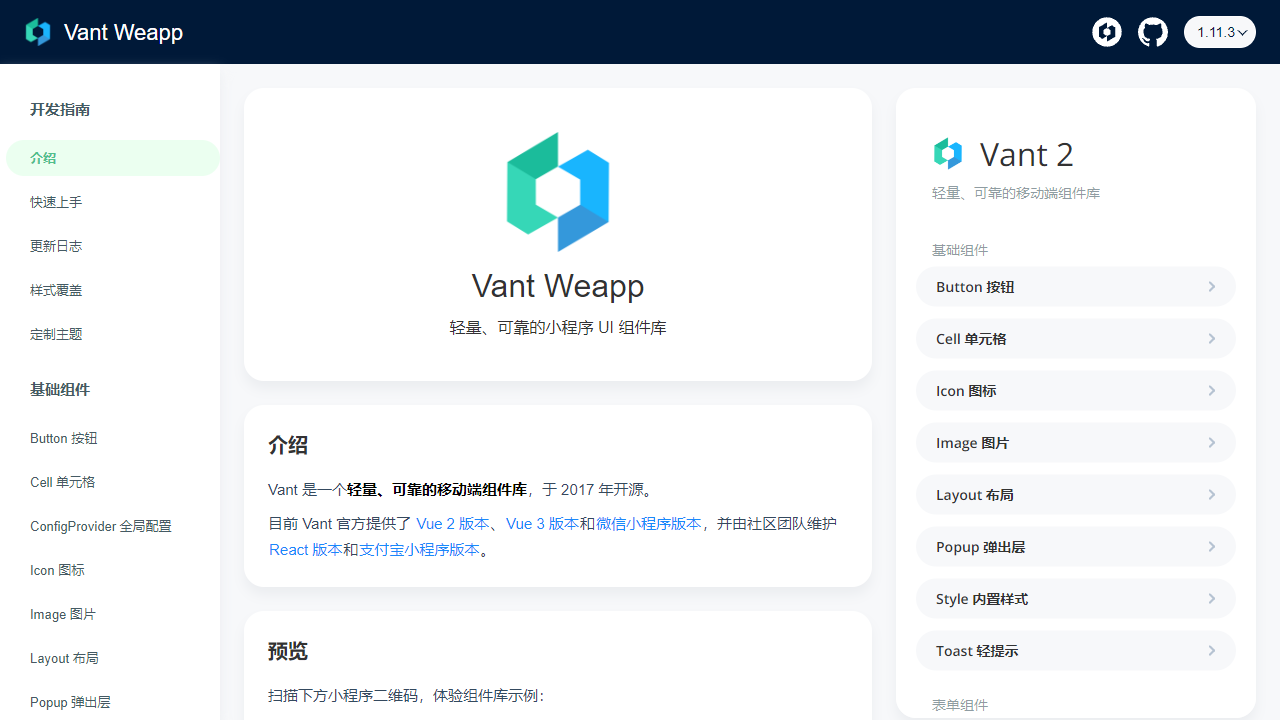 Vant Weapp
1.11.3
开发指南
介绍
快速上手
更新日志
样式覆盖
定制主题
基础组件
Button 按钮
Cell 单元格
ConfigProvider 全局配置
Icon 图标
Image 图片
Layout 布局
Popup 弹出层
Vant Weapp
轻量、可靠的小程序 UI 组件库
介绍
Vant 是一个轻量、可靠的移动端组件库，于 2017 年开源。
目前 Vant 官方提供了 Vue 2 版本、Vue 3 版本和微信小程序版本，并由社区团队维护
React 版本和支付宝小程序版本。
预览
扫描下方小程序二维码，体验组件库示例：
Vant 2
轻量、可靠的移动端组件库
基础组件
Button 按钮
Cell 单元格
Icon 图标
Image 图片
Layout 布局
Popup 弹出层
Style 内置样式
Toast 轻提示
表单组件